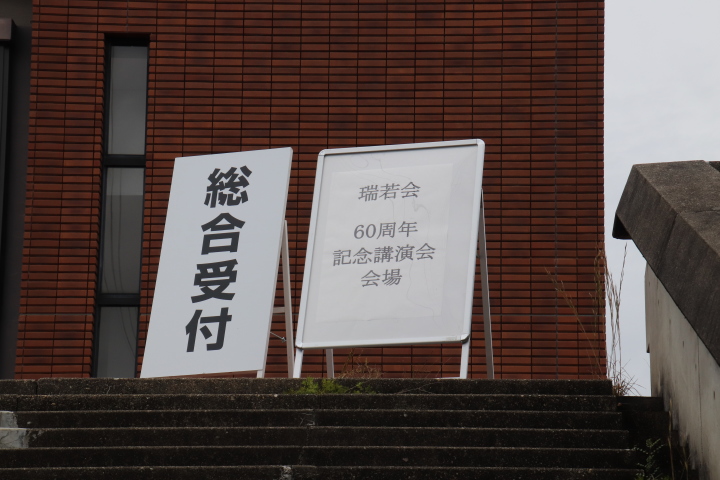 総合受付
瑞若会
60周年
記念講演会
会場